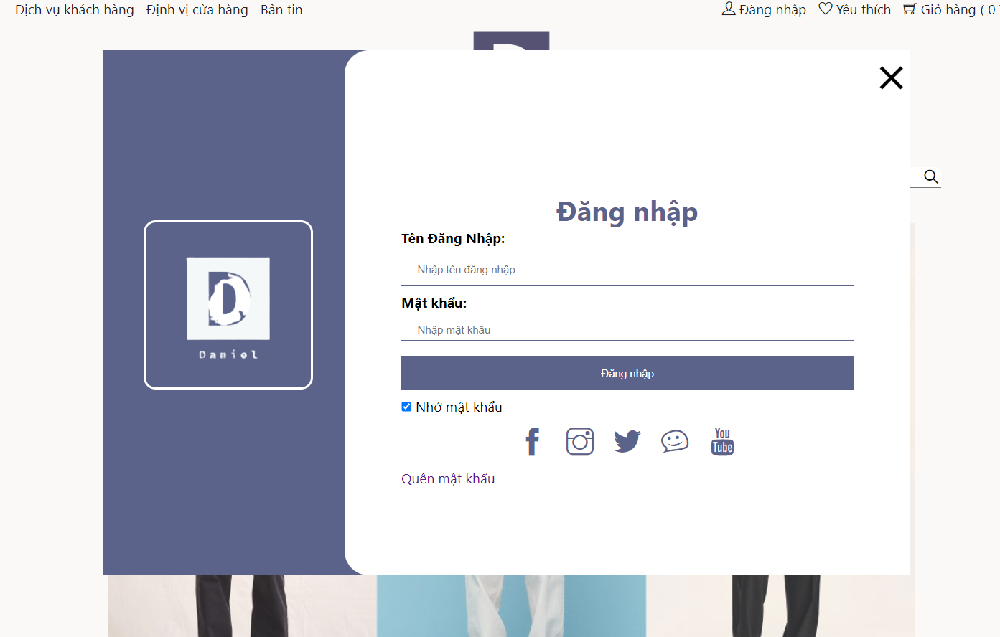 Dịch vụ khách hàng Định vị cửa hàng Bản tin
Đăng nhập Yêu thích Giỏ hàng ( 0 )
Đăng nhập
Tên Đăng Nhập:
Nhập tên đăng nhập
Mật khẩu:
Nhập mật khẩu
Đăng nhập
Nhớ mật khẩu
You
Tube
Quên mật khẩu
D
Daniel